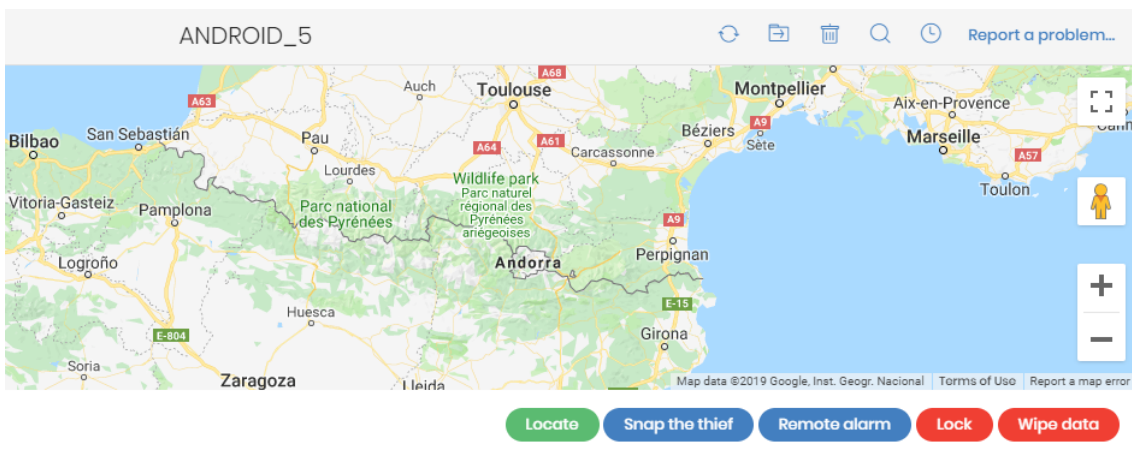 ANDROID_5
Report a problem...
A68
Auch
Toulouse
Montpellier
A63
Aix-en-Provence
Bilbao
San Sebastián
Pau
A64
A61
Carcassonne
Béziers
A9
Sète
Marseille
A57
Lourdes
Wildlife park
Parc naturel
régional des
Pyrénées
ariégeoises
Toulon
Vitoria-Gasteiz
Pamplona
Parc national
des Pyrénées
A9
Logroño
Andorra
Perpignan
Huesca
E-15
E-804
Girona
Soria
Zaragoza
Lleida
Map data ©2019 Google, Inst. Geogr. Nacional
Terms of Use
Report a map error
Locate
Snap the thief
Remote alarm
Lock
Wipe data